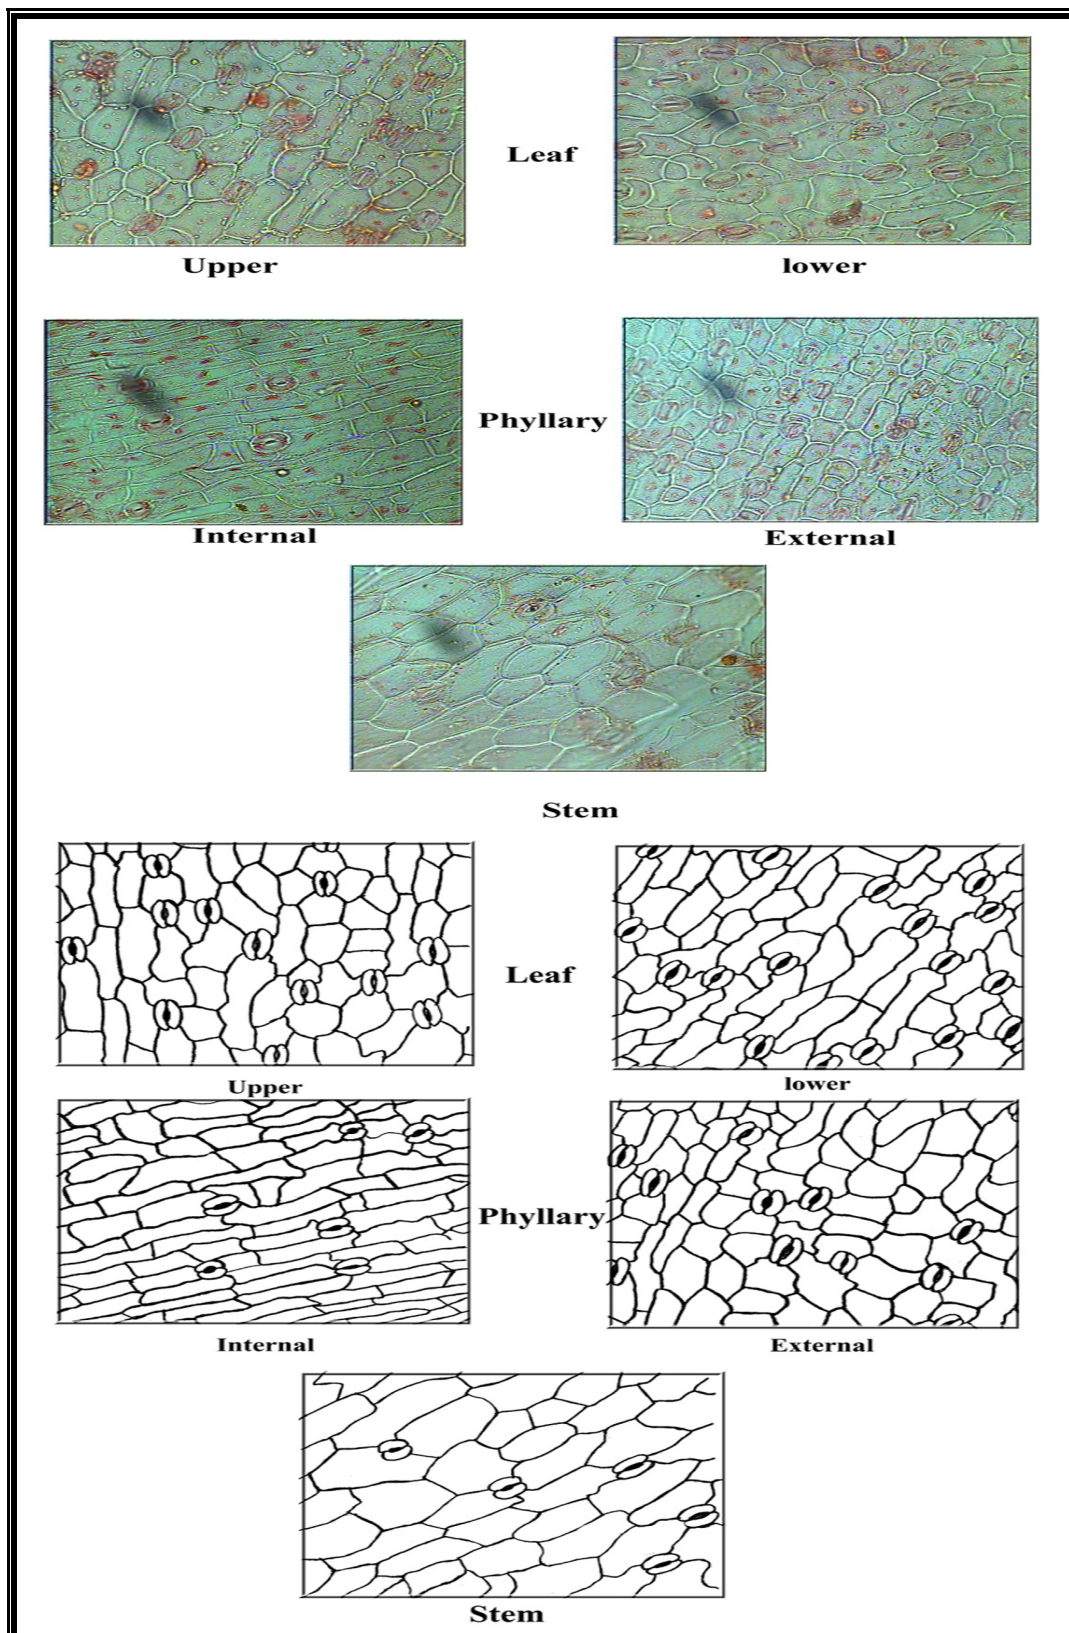 Leaf
Upper
lower
Phyllary
Internal
External
Stem
Leaf
Upper
lower
Phyllary
Internal
External
Stem